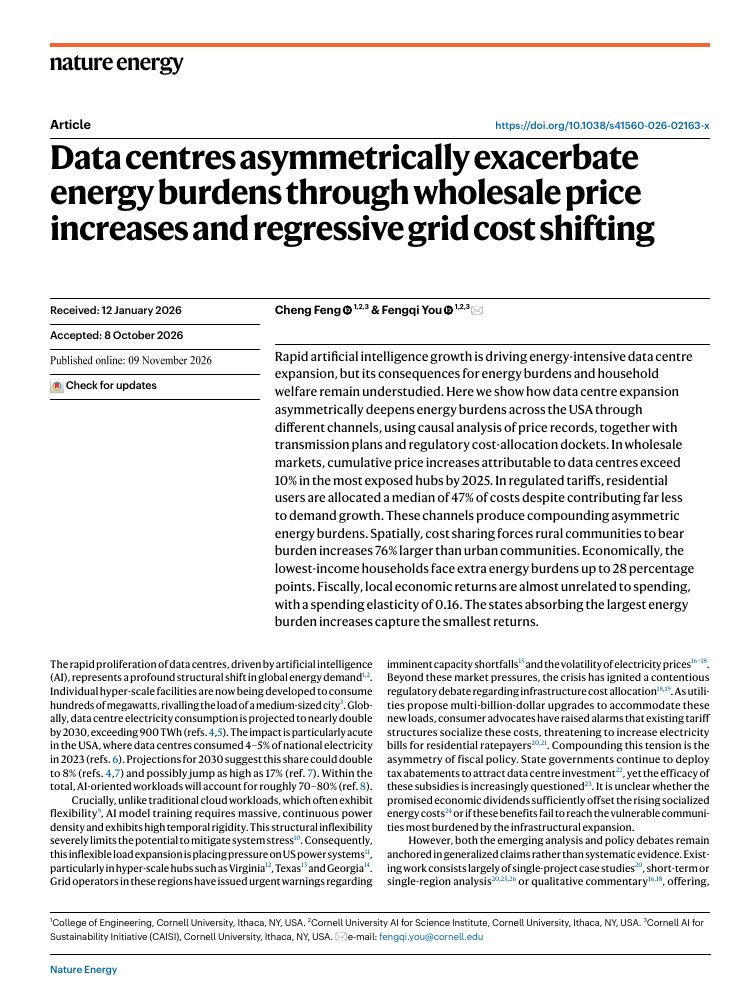 nature energy
Article
https://doi.org/10.1038/s41560-026-02163-x
Data centres asymmetrically exacerbate
energy burdens through wholesale price
increases and regressive grid cost shifting
Received: 12 January 2026
Accepted: 8 October 2026
Published online: 09 November 2026
Check for updates
Cheng Feng 1,2,3 & Fengqi You 1,2,3
Rapid artificial intelligence growth is driving energy-intensive data centre
expansion, but its consequences for energy burdens and household
welfare remain understudied. Here we show how data centre expansion
asymmetrically deepens energy burdens across the USA through
different channels, using causal analysis of price records, together with
transmission plans and regulatory cost-allocation dockets. In wholesale
markets, cumulative price increases attributable to data centres exceed
10% in the most exposed hubs by 2025. In regulated tariffs, residential
users are allocated a median of 47% of costs despite contributing far less
to demand growth. These channels produce compounding asymmetric
energy burdens. Spatially, cost sharing forces rural communities to bear
burden increases 76% larger than urban communities. Economically, the
lowest-income households face extra energy burdens up to 28 percentage
points. Fiscally, local economic returns are almost unrelated to spending,
with a spending elasticity of 0.16. The states absorbing the largest energy
burden increases capture the smallest returns.
The rapid proliferation of data centres, driven by artificial intelligence
(AI), represents a profound structural shift in global energy demand1,2.
Individual hyper-scale facilities are now being developed to consume
hundreds of megawatts, rivalling the load of a medium-sized city3. Glob-
ally, data centre electricity consumption is projected to nearly double
by 2030, exceeding 900 TWh (refs. 4,5). The impact is particularly acute
in the USA, where data centres consumed 4–5% of national electricity
in 2023 (refs. 6). Projections for 2030 suggest this share could double
to 8% (refs. 4,7) and possibly jump as high as 17% (ref. 7). Within the
total, AI-oriented workloads will account for roughly 70–80% (ref. 8).
Crucially, unlike traditional cloud workloads, which often exhibit
flexibility9, AI model training requires massive, continuous power
density and exhibits high temporal rigidity. This structural inflexibility
severely limits the potential to mitigate system stress10. Consequently,
this inflexible load expansion is placing pressure on US power systems11,
particularly in hyper-scale hubs such as Virginia12, Texas13 and Georgia14.
Grid operators in these regions have issued urgent warnings regarding
imminent capacity shortfalls15 and the volatility of electricity prices16–18.
Beyond these market pressures, the crisis has ignited a contentious
regulatory debate regarding infrastructure cost allocation18,19. As utili-
ties propose multi-billion-dollar upgrades to accommodate these
new loads, consumer advocates have raised alarms that existing tariff
structures socialize these costs, threatening to increase electricity
bills for residential ratepayers20,21. Compounding this tension is the
asymmetry of fiscal policy. State governments continue to deploy
tax abatements to attract data centre investment22, yet the efficacy of
these subsidies is increasingly questioned23. It is unclear whether the
promised economic dividends sufficiently offset the rising socialized
energy costs24 or if these benefits fail to reach the vulnerable communi-
ties most burdened by the infrastructural expansion.
However, both the emerging analysis and policy debates remain
anchored in generalized claims rather than systematic evidence. Exist-
ing work consists largely of single-project case studies20, short-term or
single-region analysis20,25,26 or qualitative commentary16,18, offering,
1College of Engineering, Cornell University, Ithaca, NY, USA. 2Cornell University AI for Science Institute, Cornell University, Ithaca, NY, USA. 3Cornell AI for
Sustainability Initiative (CAISI), Cornell University, Ithaca, NY, USA. e-mail: fengqi.you@cornell.edu
Nature Energy